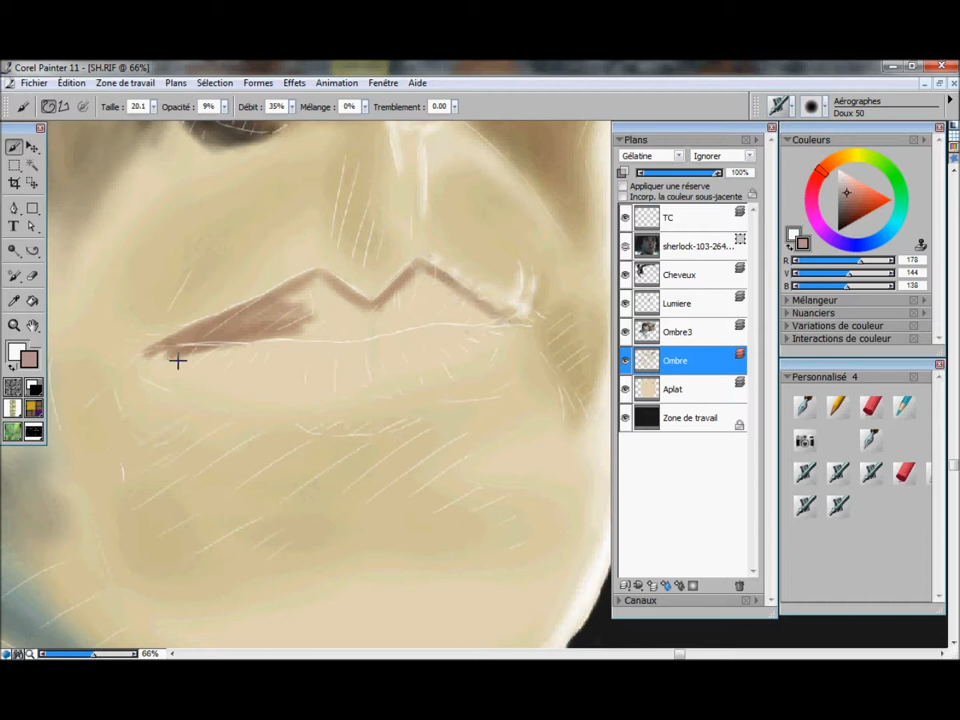 Corel Painter 11 - [SH.RIF @ 66%]
Fichier Édition Zone de travail Plans Sélection Formes Effets Animation Fenêtre Aide
Taille : 20.1 Opacité : 9% Débit : 35% Mélange : 0% Tremblement : 0.00
Aérographes
Doux 50
Plans
Gélatine Ignorer
100%
Appliquer une réserve
Incorp. la couleur sous-jacente
TC
sherlock-103-264...
Cheveux
Lumiere
Ombre3
Ombre
Aplat
Zone de travail
Canaux
Couleurs
R 178
V 144
B 138
Mélangeur
Nuanciers
Variations de couleur
Interactions de couleur
Personnalisé 4
T
66%